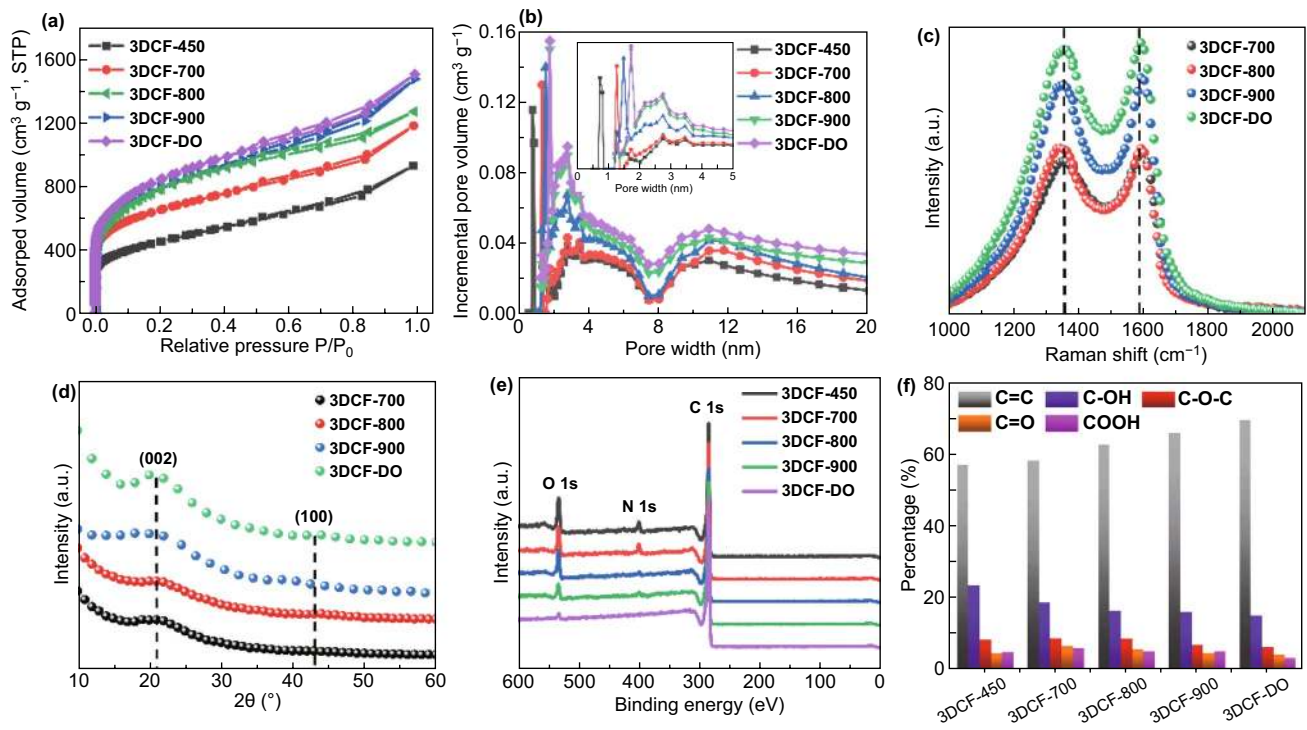 (a)
Adsorped volume (cm³ g⁻¹, STP)
1600
1200
800
400
0
3DCF-450
3DCF-700
3DCF-800
3DCF-900
3DCF-DO
0.0 0.2 0.4 0.6 0.8 1.0
Relative pressure P/P₀
(b)
Incremental pore volume (cm³ g⁻¹)
0.16
0.12
0.08
0.04
0.00
3DCF-450
3DCF-700
3DCF-800
3DCF-900
3DCF-DO
0 1 2 3 4 5
Pore width (nm)
0 4 8 12 16 20
Pore width (nm)
(c)
Intensity (a.u.)
3DCF-700
3DCF-800
3DCF-900
3DCF-DO
1000 1200 1400 1600 1800 2000
Raman shift (cm⁻¹)
(d)
Intensity (a.u.)
3DCF-700
3DCF-800
3DCF-900
3DCF-DO
(002)
(100)
10 20 30 40 50 60
2θ (°)
(e)
Intensity (a.u.)
3DCF-450
3DCF-700
3DCF-800
3DCF-900
3DCF-DO
C 1s
O 1s
N 1s
600 500 400 300 200 100 0
Binding energy (eV)
(f)
Percentage (%)
80
60
40
20
0
C=C C-OH C-O-C
C=O COOH
3DCF-450 3DCF-700 3DCF-800 3DCF-900 3DCF-DO